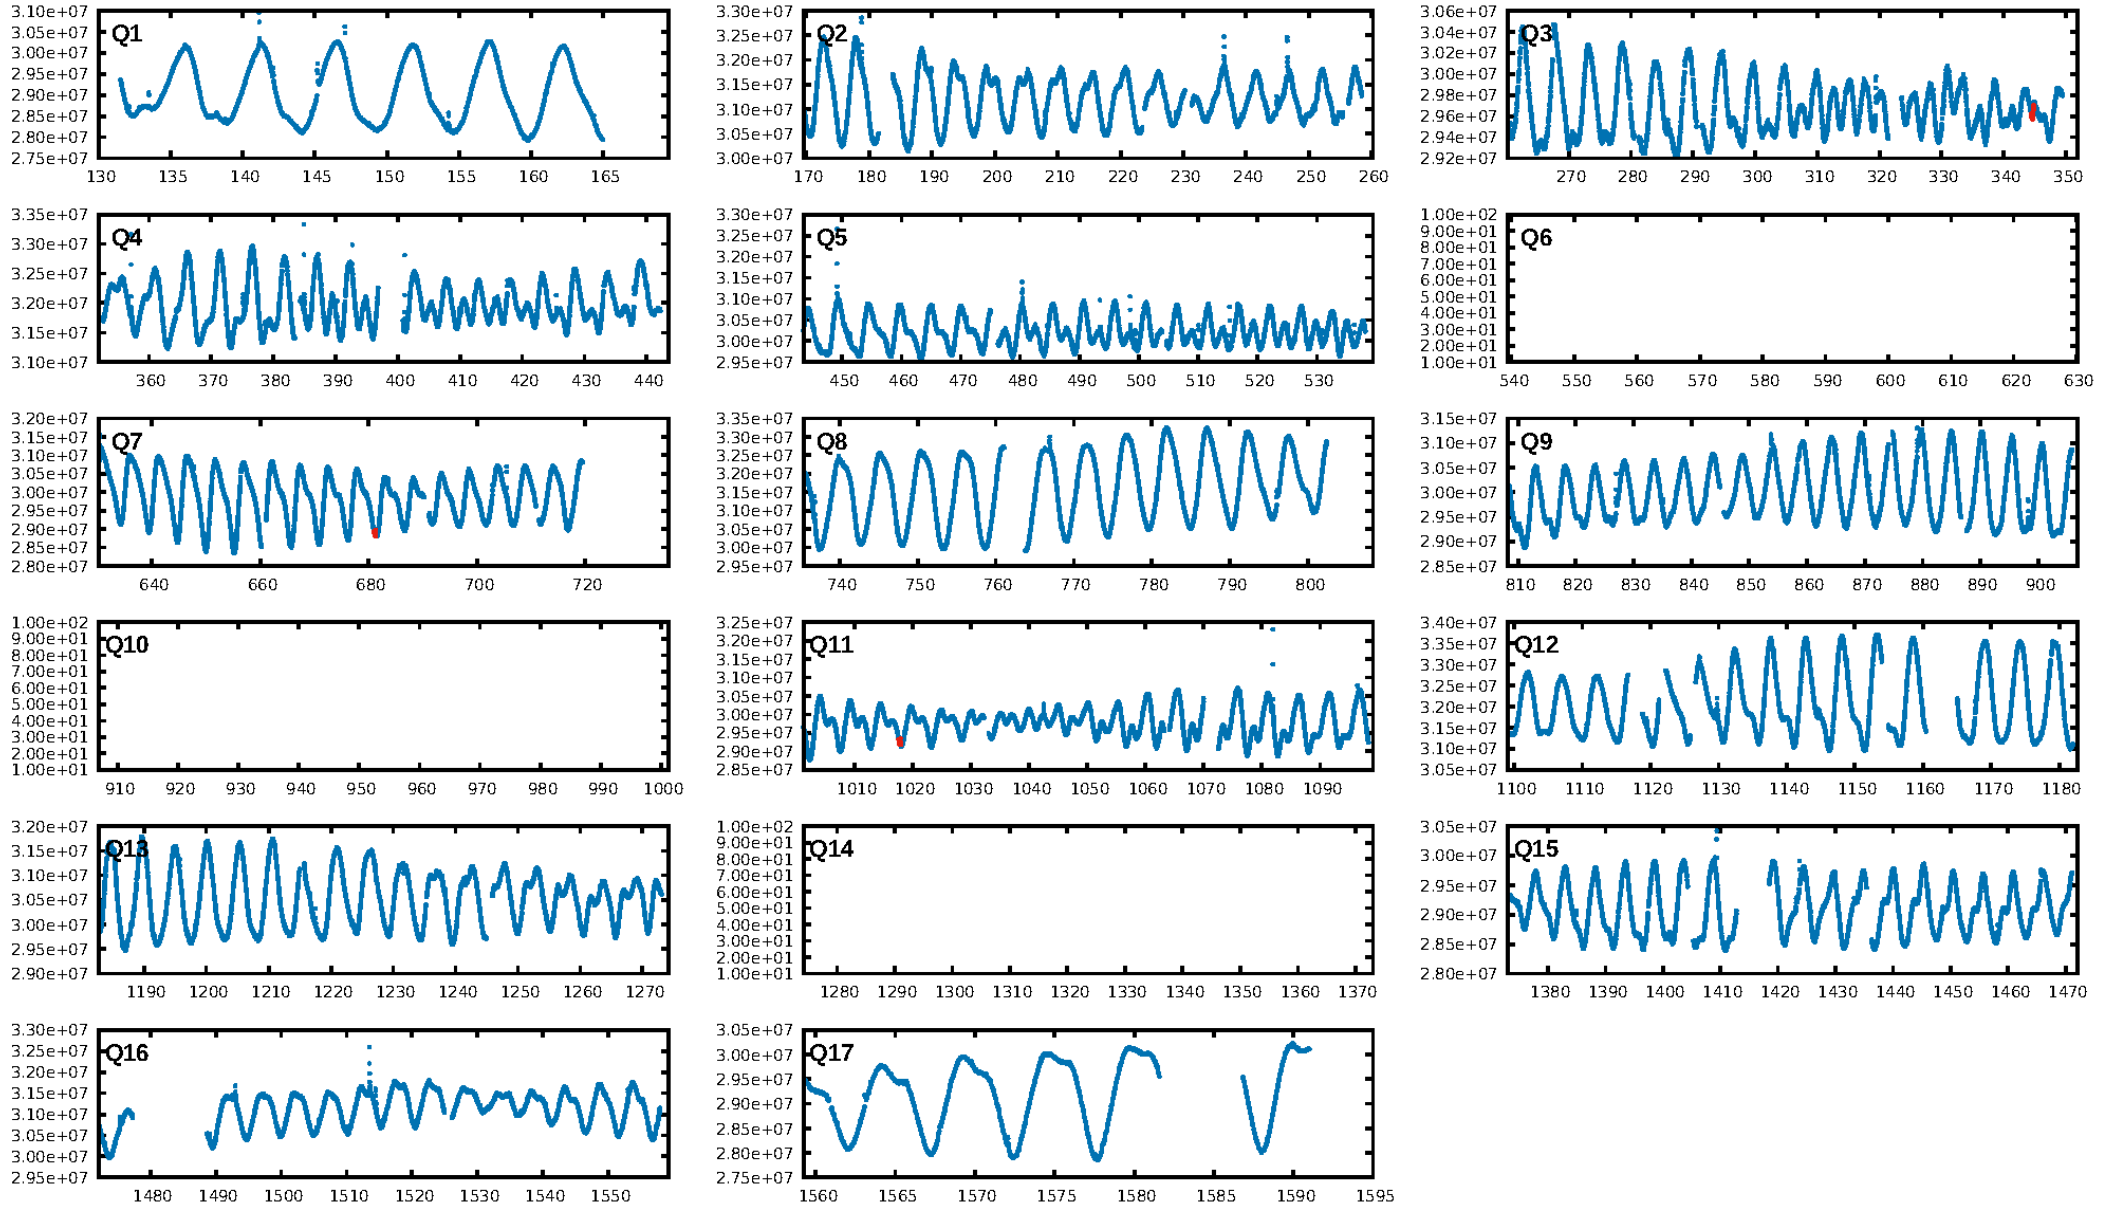 3.10e+07 3.05e+07 3.00e+07 2.95e+07 2.90e+07 2.85e+07 2.80e+07 2.75e+07
Q1
130 135 140 145 150 155 160 165
3.30e+07 3.25e+07 3.20e+07 3.15e+07 3.10e+07 3.05e+07 3.00e+07
Q2
170 180 190 200 210 220 230 240 250 260
3.06e+07 3.04e+07 3.02e+07 3.00e+07 2.98e+07 2.96e+07 2.94e+07 2.92e+07
Q3
270 280 290 300 310 320 330 340 350
3.35e+07 3.30e+07 3.25e+07 3.20e+07 3.15e+07 3.10e+07
Q4
360 370 380 390 400 410 420 430 440
3.30e+07 3.25e+07 3.20e+07 3.15e+07 3.10e+07 3.05e+07 3.00e+07 2.95e+07
Q5
450 460 470 480 490 500 510 520 530
1.00e+02 9.00e+01 8.00e+01 7.00e+01 6.00e+01 5.00e+01 4.00e+01 3.00e+01 2.00e+01 1.00e+01
Q6
540 550 560 570 580 590 600 610 620 630
3.20e+07 3.15e+07 3.10e+07 3.05e+07 3.00e+07 2.95e+07 2.90e+07 2.85e+07 2.80e+07
Q7
640 660 680 700 720
3.35e+07 3.30e+07 3.25e+07 3.20e+07 3.15e+07 3.10e+07 3.05e+07 3.00e+07 2.95e+07
Q8
740 750 760 770 780 790 800
3.15e+07 3.10e+07 3.05e+07 3.00e+07 2.95e+07 2.90e+07 2.85e+07
Q9
810 820 830 840 850 860 870 880 890 900
1.00e+02 9.00e+01 8.00e+01 7.00e+01 6.00e+01 5.00e+01 4.00e+01 3.00e+01 2.00e+01 1.00e+01
Q10
910 920 930 940 950 960 970 980 990 1000
3.25e+07 3.20e+07 3.15e+07 3.10e+07 3.05e+07 3.00e+07 2.95e+07 2.90e+07 2.85e+07
Q11
1010 1020 1030 1040 1050 1060 1070 1080 1090
3.40e+07 3.35e+07 3.30e+07 3.25e+07 3.20e+07 3.15e+07 3.10e+07 3.05e+07
Q12
1100 1110 1120 1130 1140 1150 1160 1170 1180
3.20e+07 3.15e+07 3.10e+07 3.05e+07 3.00e+07 2.95e+07 2.90e+07
Q13
1190 1200 1210 1220 1230 1240 1250 1260 1270
1.00e+02 9.00e+01 8.00e+01 7.00e+01 6.00e+01 5.00e+01 4.00e+01 3.00e+01 2.00e+01 1.00e+01
Q14
1280 1290 1300 1310 1320 1330 1340 1350 1360 1370
3.05e+07 3.00e+07 2.95e+07 2.90e+07 2.85e+07 2.80e+07
Q15
1380 1390 1400 1410 1420 1430 1440 1450 1460 1470
3.30e+07 3.25e+07 3.20e+07 3.15e+07 3.10e+07 3.05e+07 3.00e+07 2.95e+07
Q16
1480 1490 1500 1510 1520 1530 1540 1550
3.05e+07 3.00e+07 2.95e+07 2.90e+07 2.85e+07 2.80e+07 2.75e+07
Q17
1560 1565 1570 1575 1580 1585 1590 1595